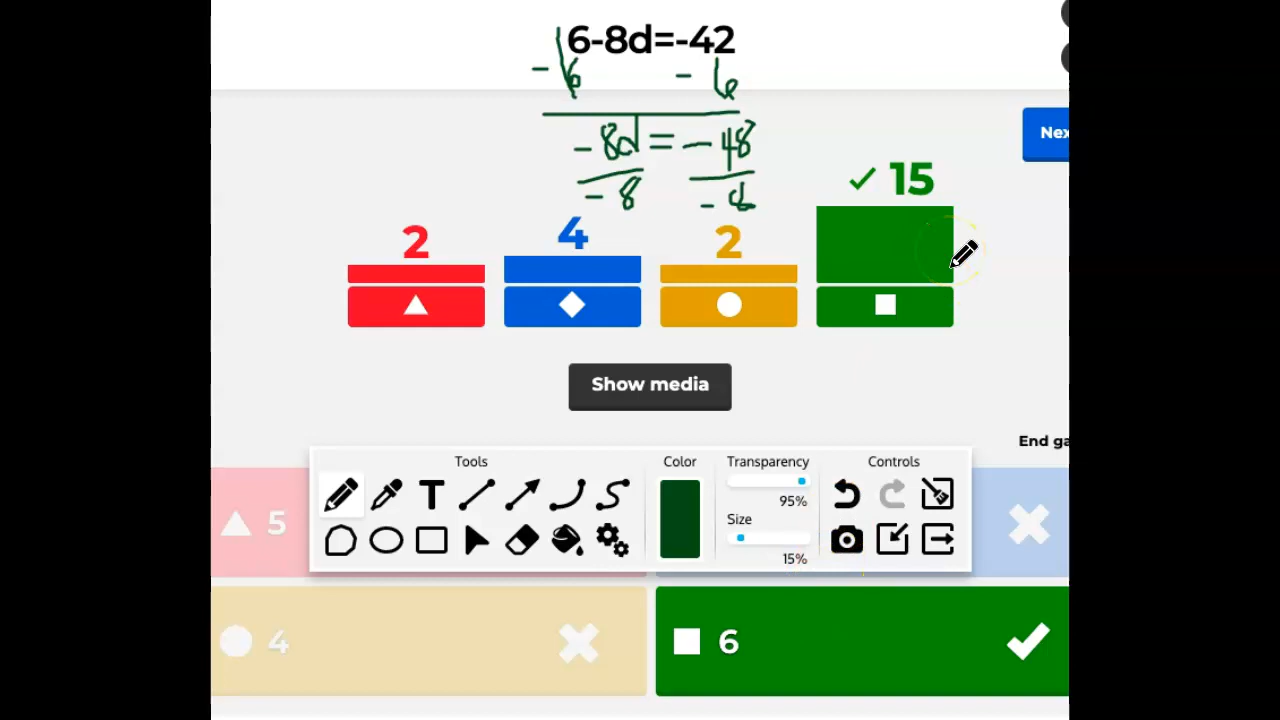 6-8d=-42
- 6 - 6
-8d = -48
Nex
-8
✓ 15
2 4 2
Show media
End ga
Tools Color Transparency Controls
95%
T
Size
5
15%
4 6